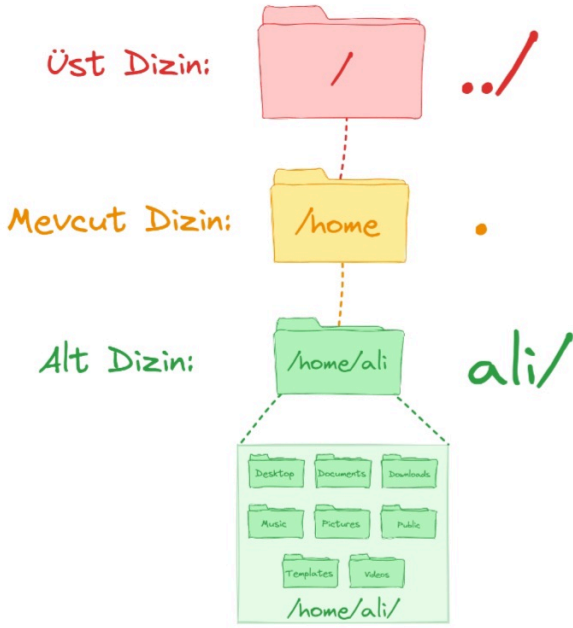 Üst Dizin: / ../
Mevcut Dizin: /home .
Alt Dizin: /home/ali ali/
Desktop Documents Downloads
Music Pictures Public
Templates Videos
/home/ali/